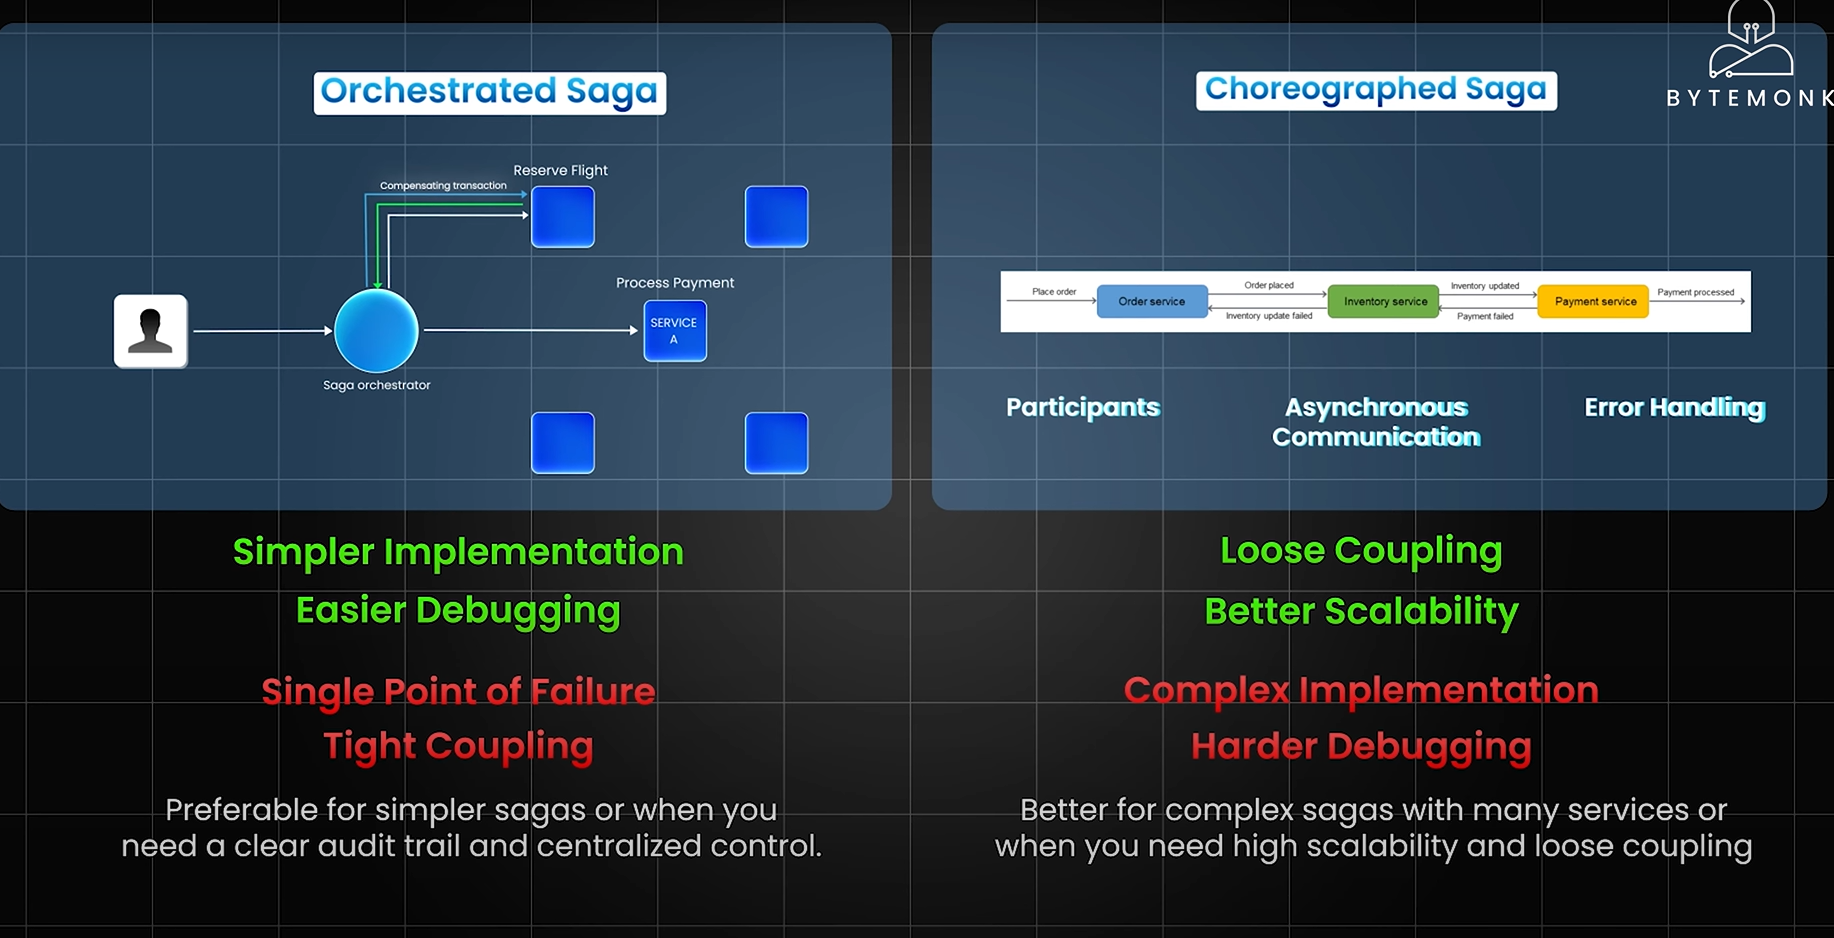 BYTEMONK
Orchestrated Saga
Reserve Flight
Compensating transaction
Process Payment
SERVICE
A
Saga orchestrator
Simpler Implementation
Easier Debugging
Single Point of Failure
Tight Coupling
Preferable for simpler sagas or when you
need a clear audit trail and centralized control.
Choreographed Saga
Place order
Order service
Order placed
Inventory update failed
Inventory service
Inventory updated
Payment failed
Payment service
Payment processed
Participants
Asynchronous
Communication
Error Handling
Loose Coupling
Better Scalability
Complex Implementation
Harder Debugging
Better for complex sagas with many services or
when you need high scalability and loose coupling